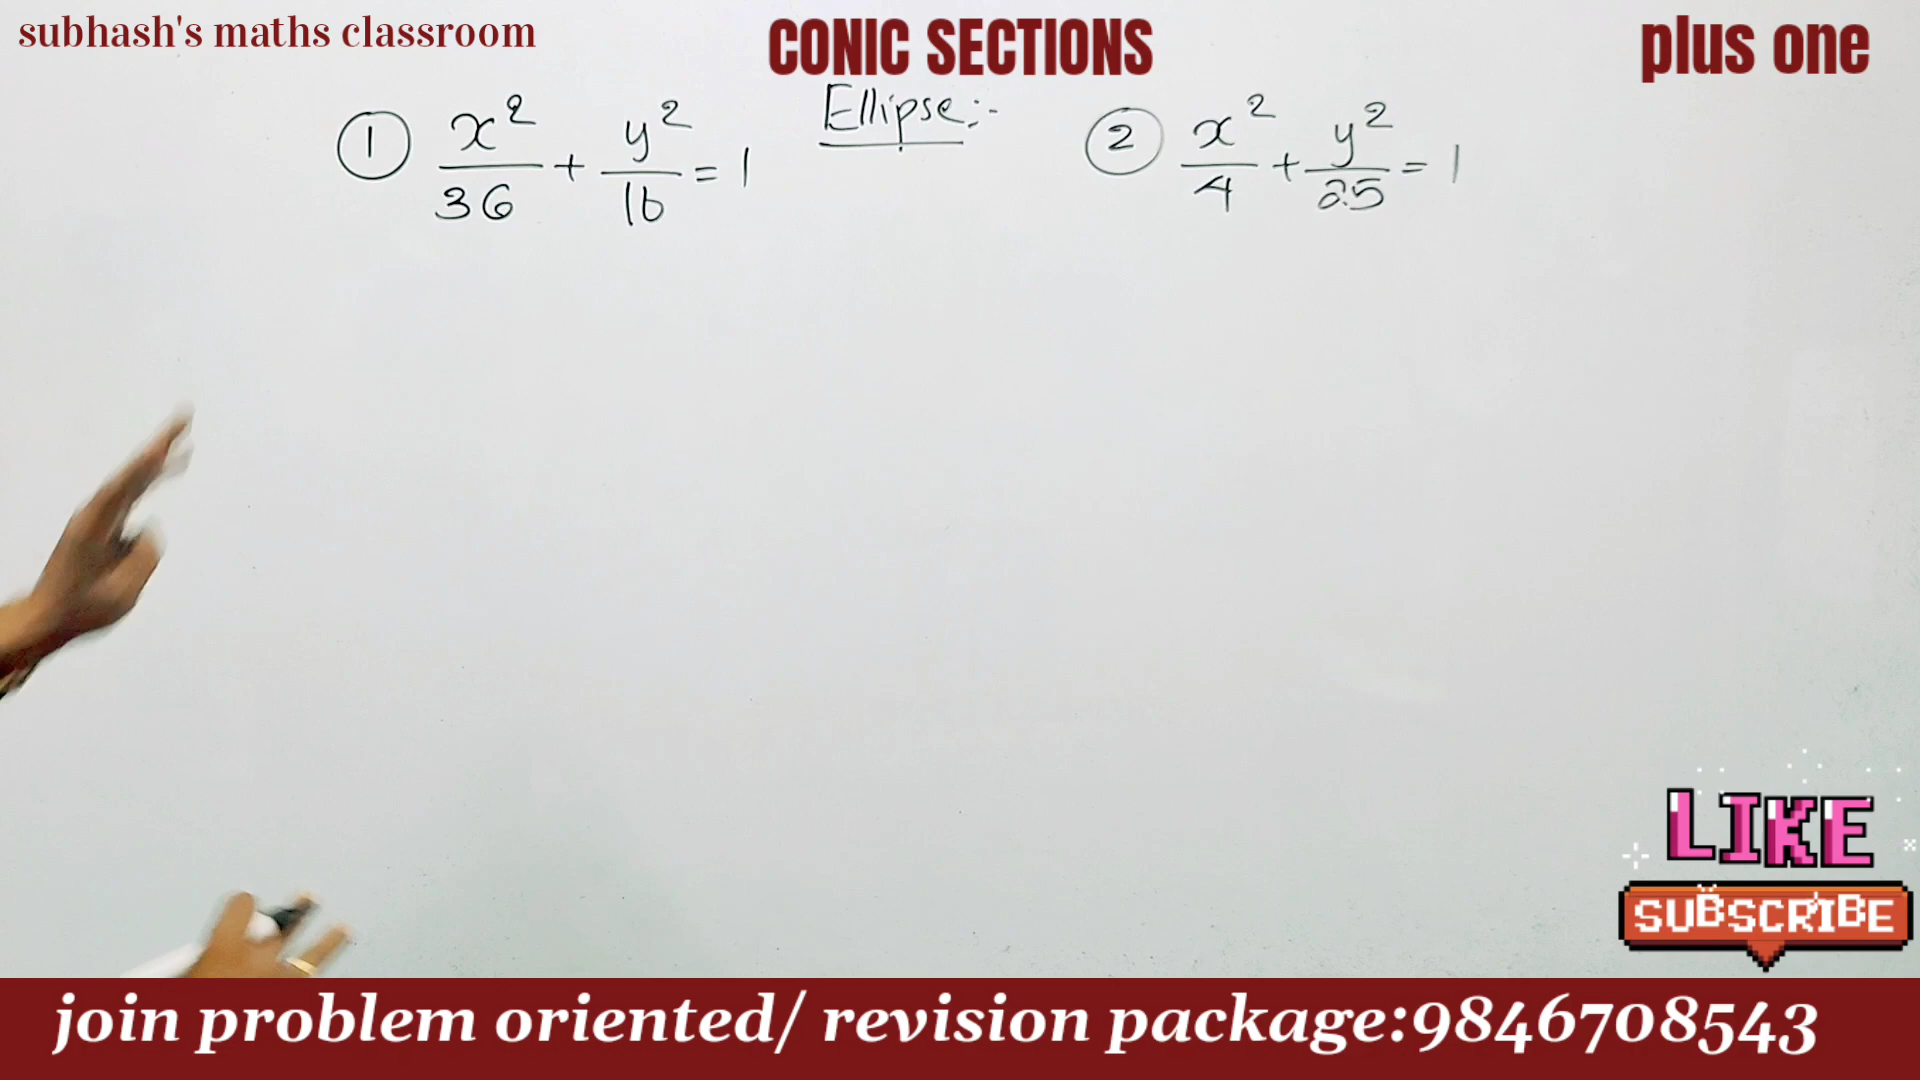 subhash's maths classroom
CONIC SECTIONS
plus one
Ellipse:-
① x²/36 + y²/16 = 1
② x²/4 + y²/25 = 1
LIKE
SUBSCRIBE
join problem oriented/ revision package:9846708543